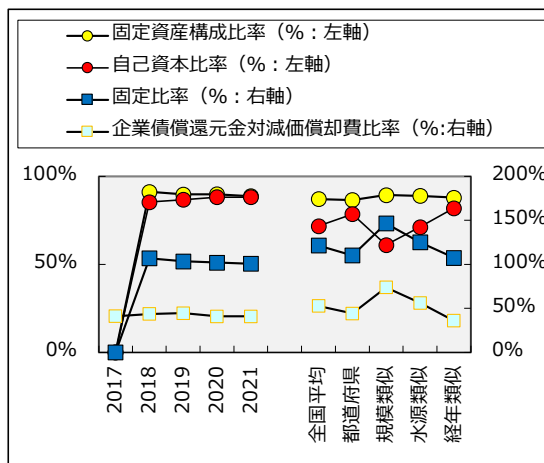 固定資産構成比率（%：左軸）
自己資本比率（%：左軸）
固定比率（%：右軸）
企業債償還元金対減価償却費比率（%:右軸）
100%
50%
0%
200%
150%
100%
50%
0%
2017
2018
2019
2020
2021
全国平均
都道府県
規模類似
水源類似
経年類似